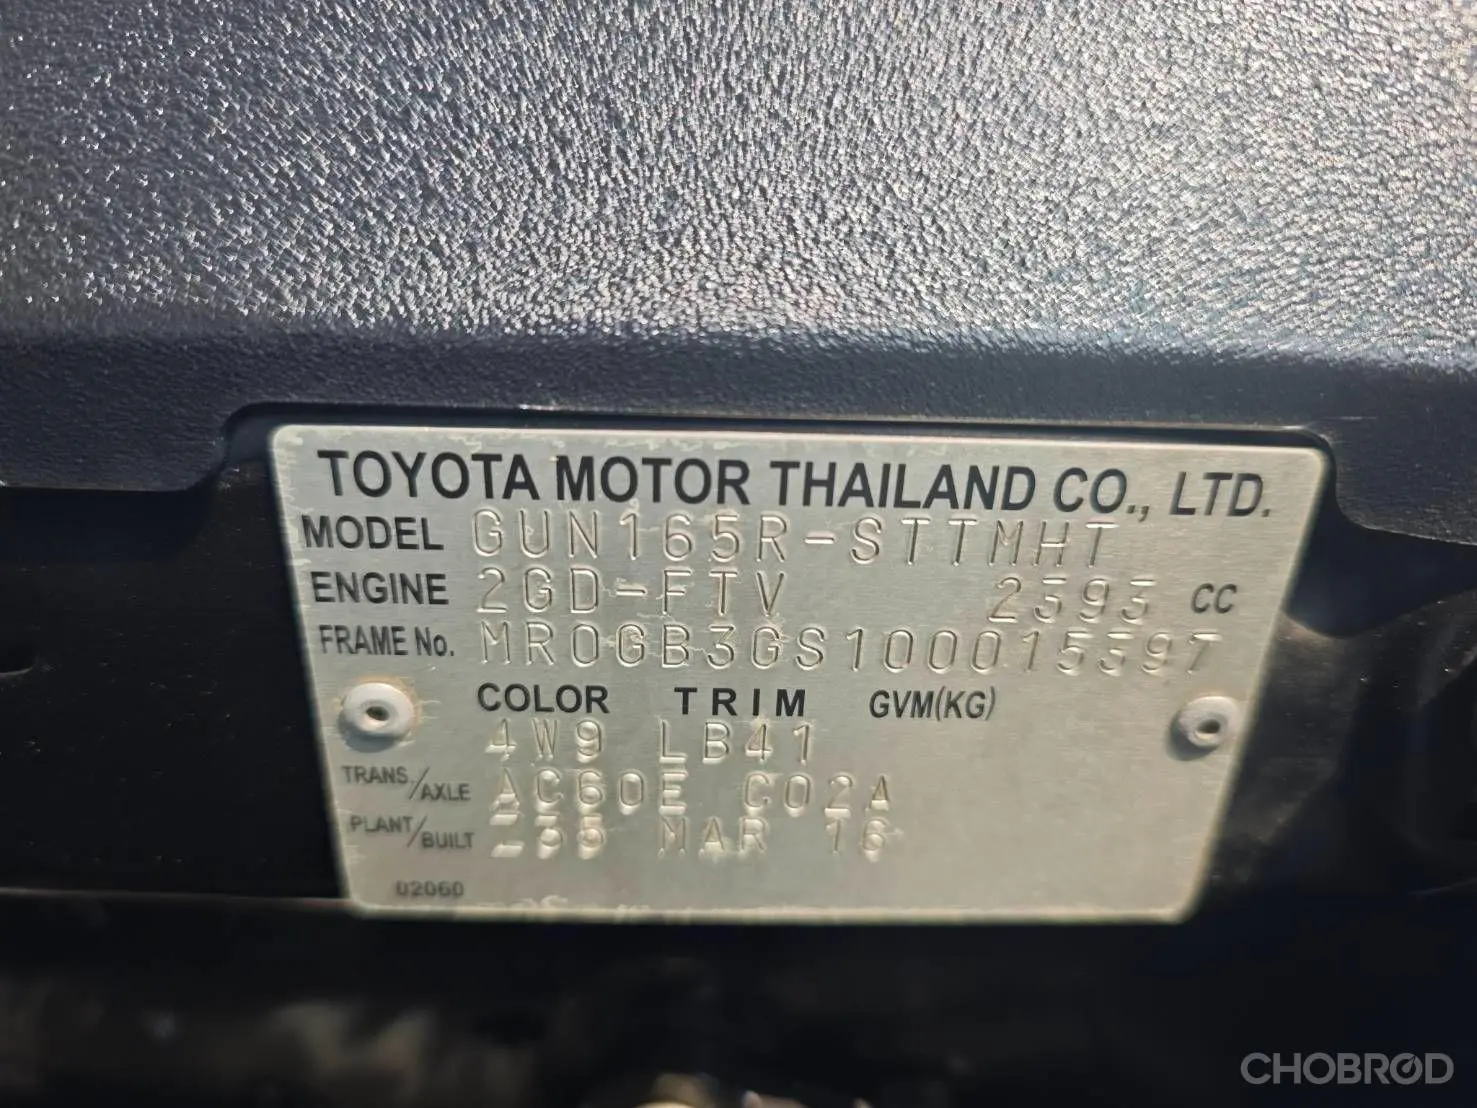 TOYOTA MOTOR THAILAND CO., LTD.
MODEL GUN165R-STTMHT
ENGINE 2GD-FTV 2393 CC
FRAME No. MR0GB3GS100015397
COLOR TRIM GVM(KG)
4W9 LB41
TRANS./AXLE AC60E C02A
PLANT/BUILT MAR 16
02060
CHOBROD